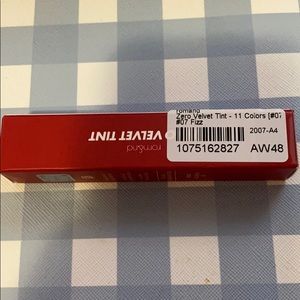 romand
Zero Velvet Tint - 11 Colors [#07
#07 Fizz
2007-A4
1075162827 AW48
O VELVET TINT
rom&nd